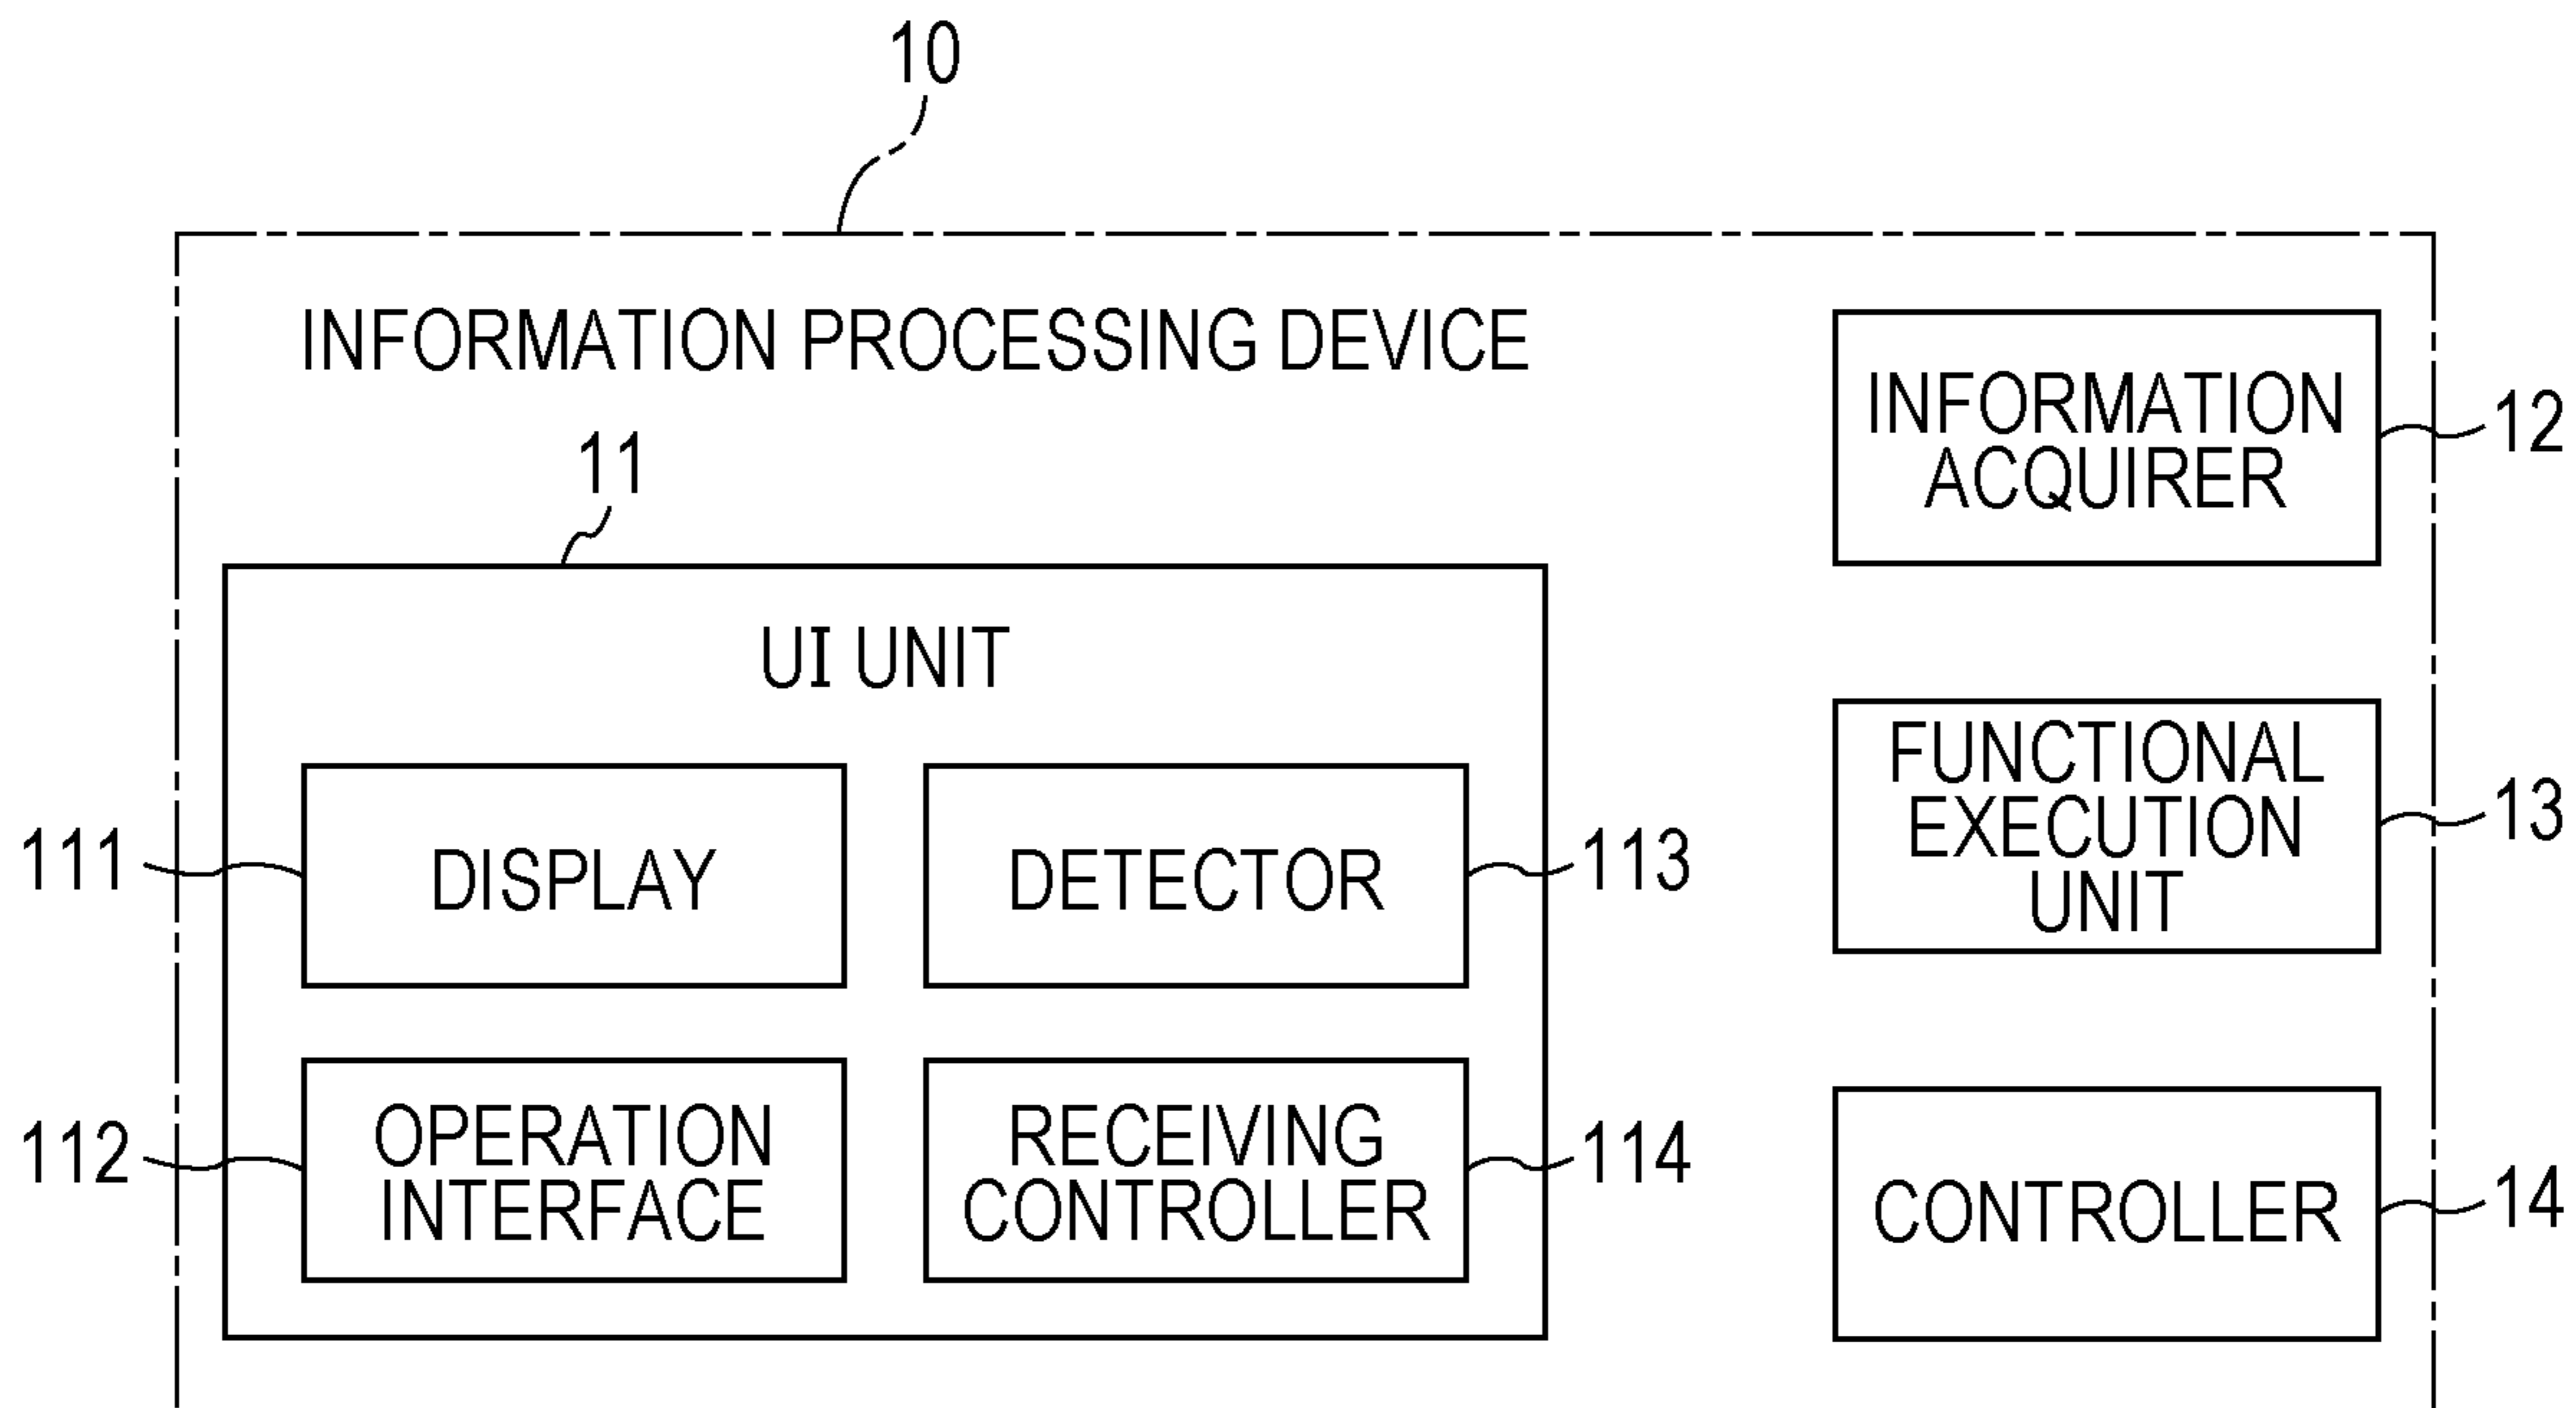 10
INFORMATION PROCESSING DEVICE
INFORMATION
ACQUIRER
12
11
UI UNIT
FUNCTIONAL
EXECUTION
UNIT
13
111
DISPLAY
DETECTOR
113
112
OPERATION
INTERFACE
RECEIVING
CONTROLLER
114
CONTROLLER
14